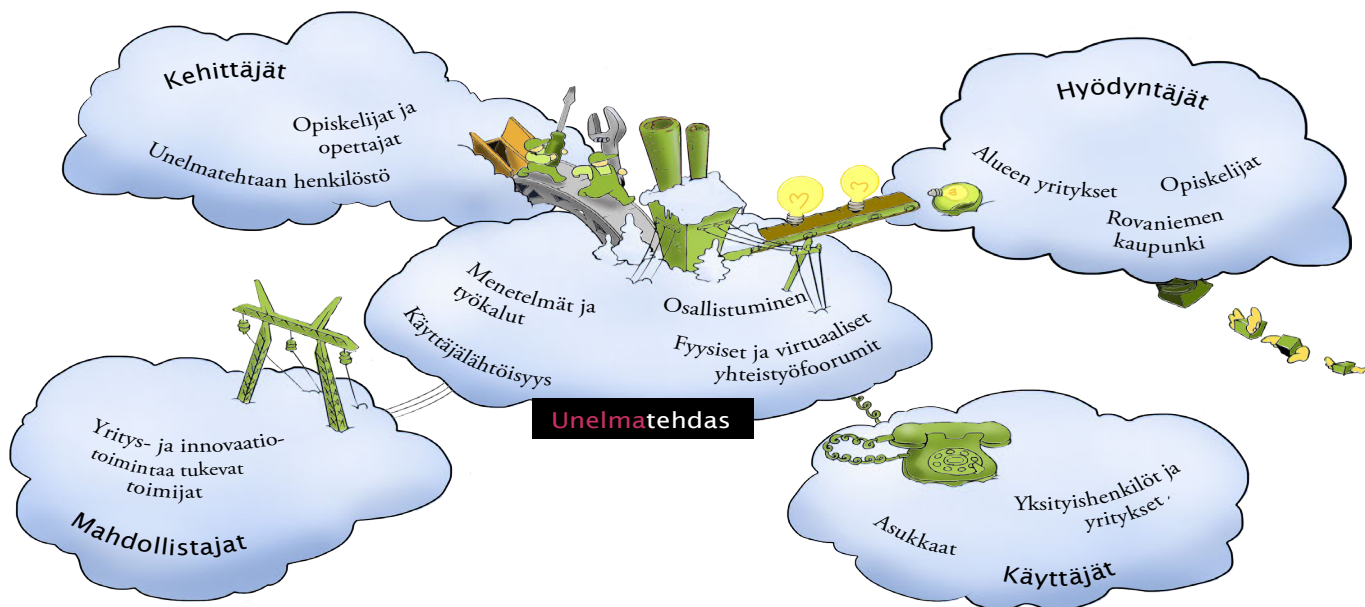 Kehittäjät
Opiskelijat ja
opettajat
Unelmatehtaan henkilöstö
Hyödyntäjät
Alueen yritykset
Opiskelijat
Rovaniemen
kaupunki
Menetelmät ja
työkalut
Käyttäjälähtöisyys
Osallistuminen
Fyysiset ja virtuaaliset
yhteistyöfoorumit
Unelmatehdas
Yritys- ja innovaatio-
toimintaa tukevat
toimijat
Mahdollistajat
Yksityishenkilöt ja
yritykset
Asukkaat
Käyttäjät